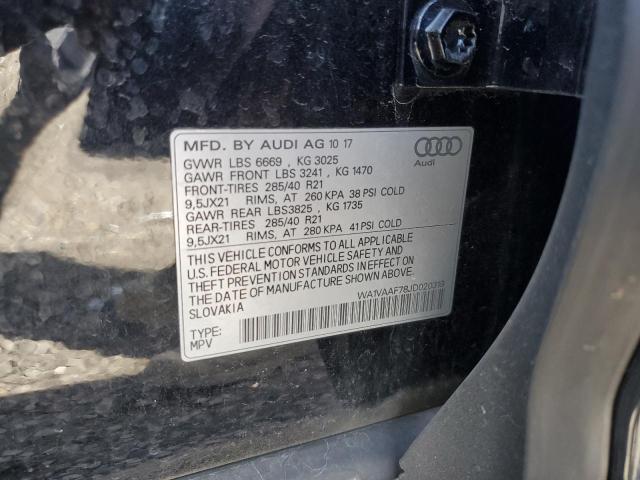 MFD. BY AUDI AG 10 17
Audi
GVWR LBS 6669 , KG 3025
GAWR FRONT LBS 3241 , KG 1470
FRONT-TIRES 285/40 R21
9,5JX21 RIMS, AT 260 KPA 38 PSI COLD
GAWR REAR LBS3825 , KG 1735
REAR-TIRES 285/40 R21
9,5JX21 RIMS, AT 280 KPA 41 PSI COLD
THIS VEHICLE CONFORMS TO ALL APPLICABLE
U.S.FEDERAL MOTOR VEHICLE SAFETY AND
THEFT PREVENTION STANDARDS IN EFFECT ON
THE DATE OF MANUFACTURE SHOWN ABOVE.
SLOVAKIA
WA1VAAF78JD020319
TYPE:
MPV